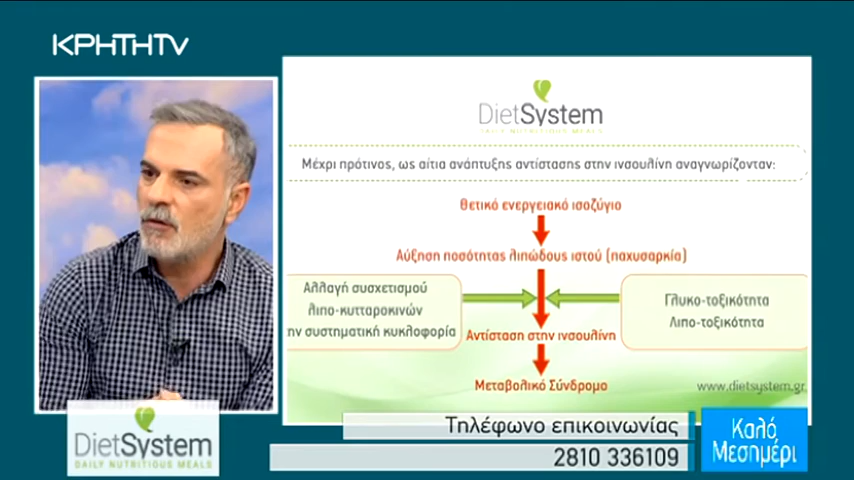 ΚΡΗΤΗTV
DietSystem
DAILY NUTRITIOUS MEALS
Μέχρι πρότινος, ως αίτια ανάπτυξης αντίστασης στην ινσουλίνη αναγνωρίζονταν:
Θετικό ενεργειακό ισοζύγιο
Αύξηση ποσότητας λιπώδους ιστού (παχυσαρκία)
Αλλαγή συσχετισμού
λιπο-κυτταροκινών
ην συστηματική κυκλοφορία
Γλυκο-τοξικότητα
Λιπο-τοξικότητα
Αντίσταση στην ινσουλίνη
Μεταβολικό Σύνδρομο
www.dietsystem.gr
DietSystem
DAILY NUTRITIOUS MEALS
Τηλέφωνο επικοινωνίας
2810 336109
Καλό
Μεσημέρι